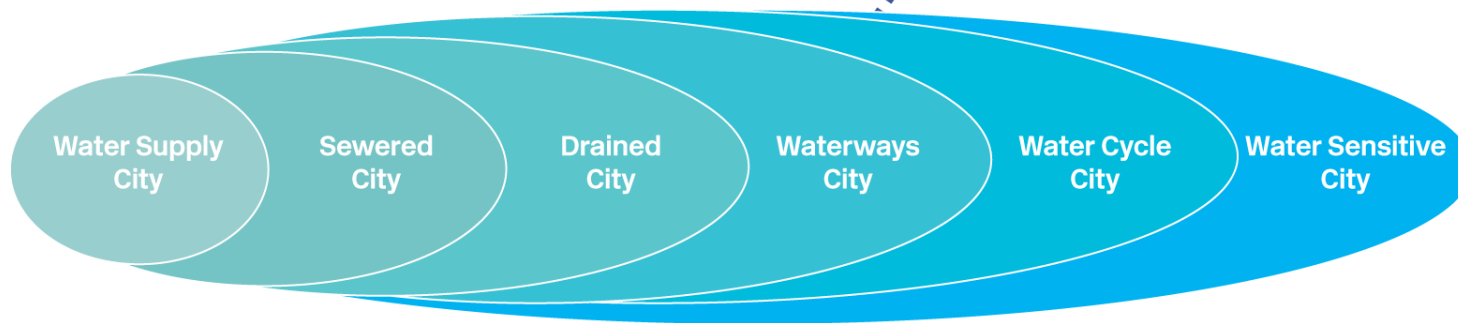 Water Supply
City
Sewered
City
Drained
City
Waterways
City
Water Cycle
City
Water Sensitive
City